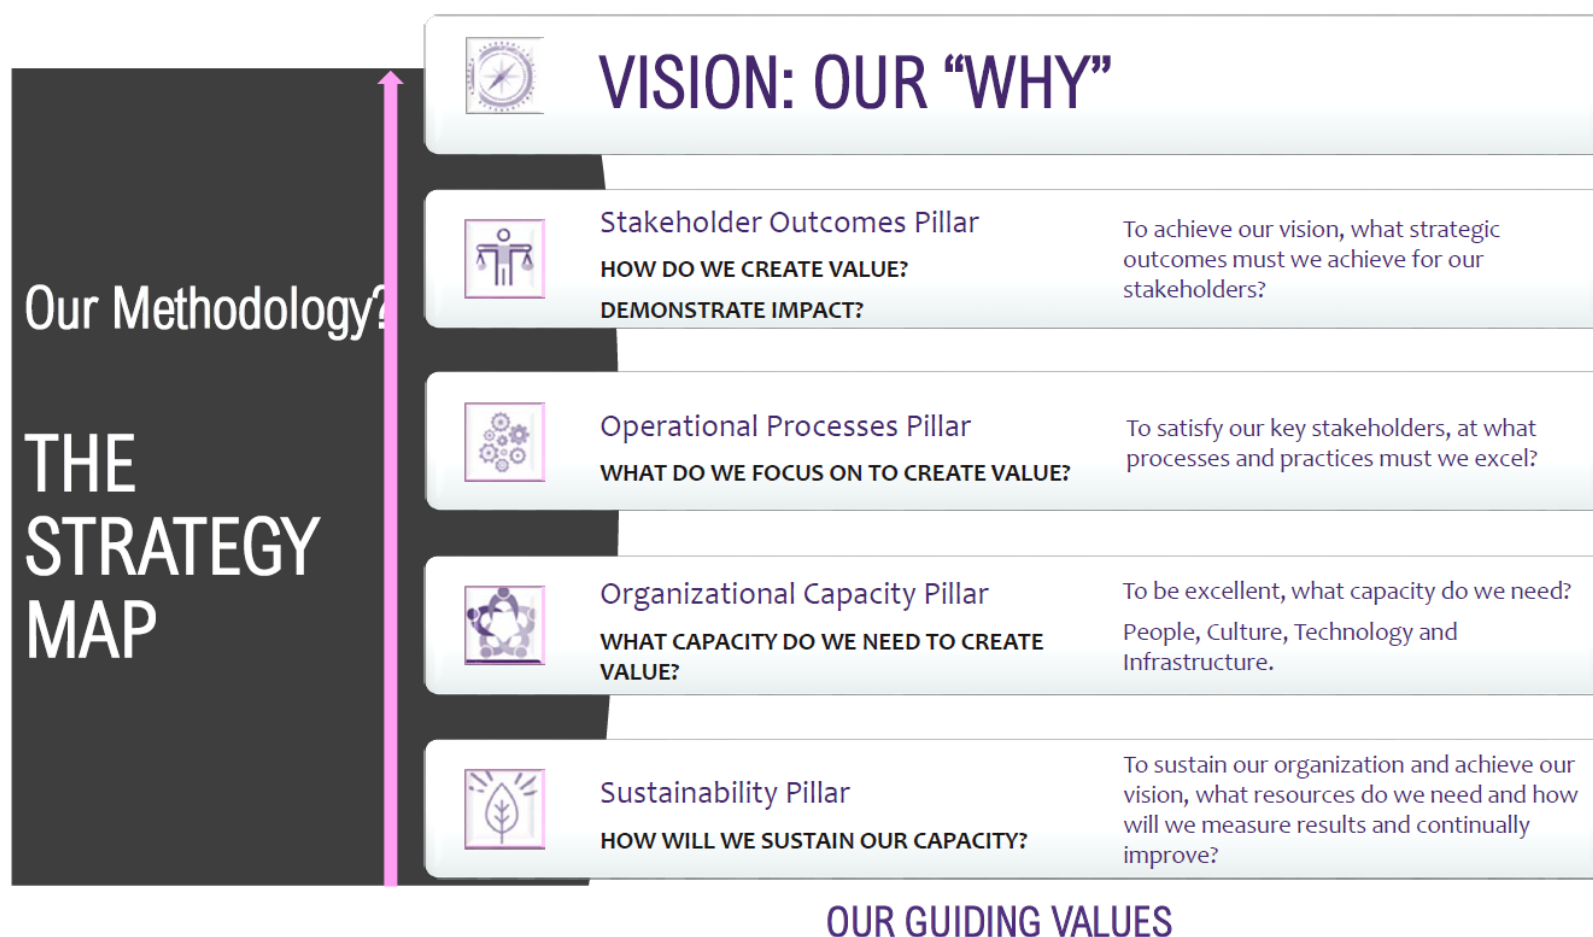 Our Methodology?
THE
STRATEGY
MAP
VISION: OUR “WHY”
Stakeholder Outcomes Pillar
HOW DO WE CREATE VALUE?
DEMONSTRATE IMPACT?
To achieve our vision, what strategic
outcomes must we achieve for our
stakeholders?
Operational Processes Pillar
WHAT DO WE FOCUS ON TO CREATE VALUE?
To satisfy our key stakeholders, at what
processes and practices must we excel?
Organizational Capacity Pillar
WHAT CAPACITY DO WE NEED TO CREATE
VALUE?
To be excellent, what capacity do we need?
People, Culture, Technology and
Infrastructure.
Sustainability Pillar
HOW WILL WE SUSTAIN OUR CAPACITY?
To sustain our organization and achieve our
vision, what resources do we need and how
will we measure results and continually
improve?
OUR GUIDING VALUES